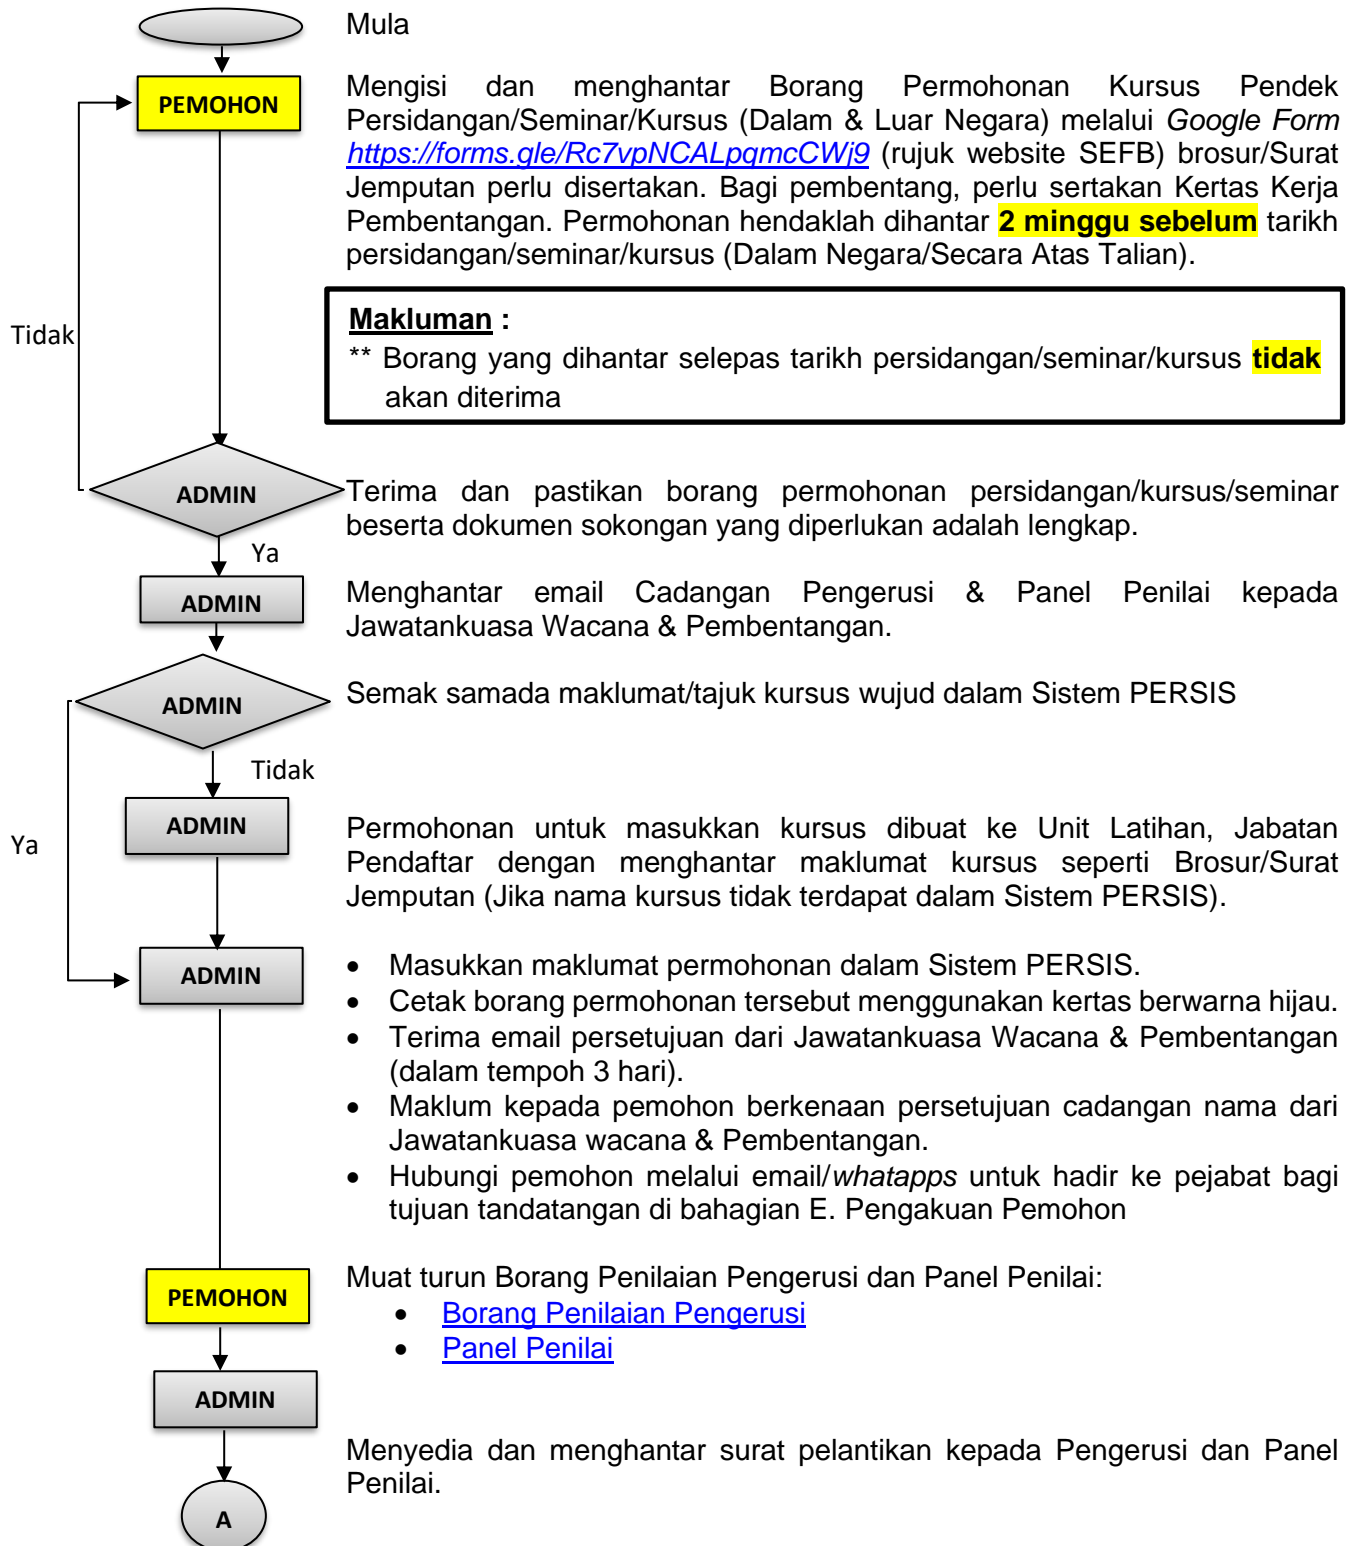 Mula
PEMOHON
Mengisi dan menghantar Borang Permohonan Kursus Pendek
Persidangan/Seminar/Kursus (Dalam & Luar Negara) melalui Google Form
https://forms.gle/Rc7vpNCALpqmcCWj9 (rujuk website SEFB) brosur/Surat
Jemputan perlu disertakan. Bagi pembentang, perlu sertakan Kertas Kerja
Pembentangan. Permohonan hendaklah dihantar 2 minggu sebelum tarikh
persidangan/seminar/kursus (Dalam Negara/Secara Atas Talian).
Tidak
Makluman :
** Borang yang dihantar selepas tarikh persidangan/seminar/kursus tidak
akan diterima
ADMIN
Terima dan pastikan borang permohonan persidangan/kursus/seminar
beserta dokumen sokongan yang diperlukan adalah lengkap.
Ya
ADMIN
Menghantar email Cadangan Pengerusi & Panel Penilai kepada
Jawatankuasa Wacana & Pembentangan.
ADMIN
Semak samada maklumat/tajuk kursus wujud dalam Sistem PERSIS
Tidak
Ya
ADMIN
Permohonan untuk masukkan kursus dibuat ke Unit Latihan, Jabatan
Pendaftar dengan menghantar maklumat kursus seperti Brosur/Surat
Jemputan (Jika nama kursus tidak terdapat dalam Sistem PERSIS).
ADMIN
• Masukkan maklumat permohonan dalam Sistem PERSIS.
• Cetak borang permohonan tersebut menggunakan kertas berwarna hijau.
• Terima email persetujuan dari Jawatankuasa Wacana & Pembentangan
(dalam tempoh 3 hari).
• Maklum kepada pemohon berkenaan persetujuan cadangan nama dari
Jawatankuasa wacana & Pembentangan.
• Hubungi pemohon melalui email/whatapps untuk hadir ke pejabat bagi
tujuan tandatangan di bahagian E. Pengakuan Pemohon
PEMOHON
Muat turun Borang Penilaian Pengerusi dan Panel Penilai:
• Borang Penilaian Pengerusi
• Panel Penilai
ADMIN
Menyedia dan menghantar surat pelantikan kepada Pengerusi dan Panel
Penilai.
A